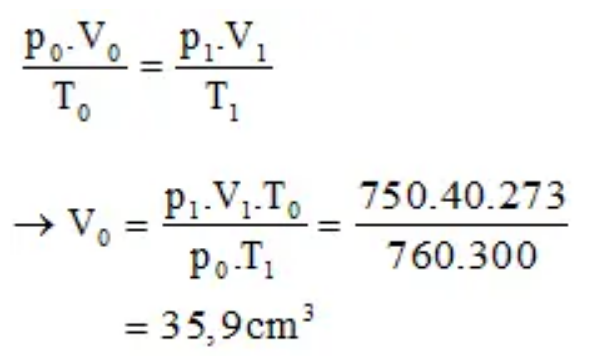 p₀.V₀/T₀ = p₁.V₁/T₁
→ V₀ = p₁.V₁.T₀/p₀.T₁ = 750.40.273/760.300
= 35,9cm³